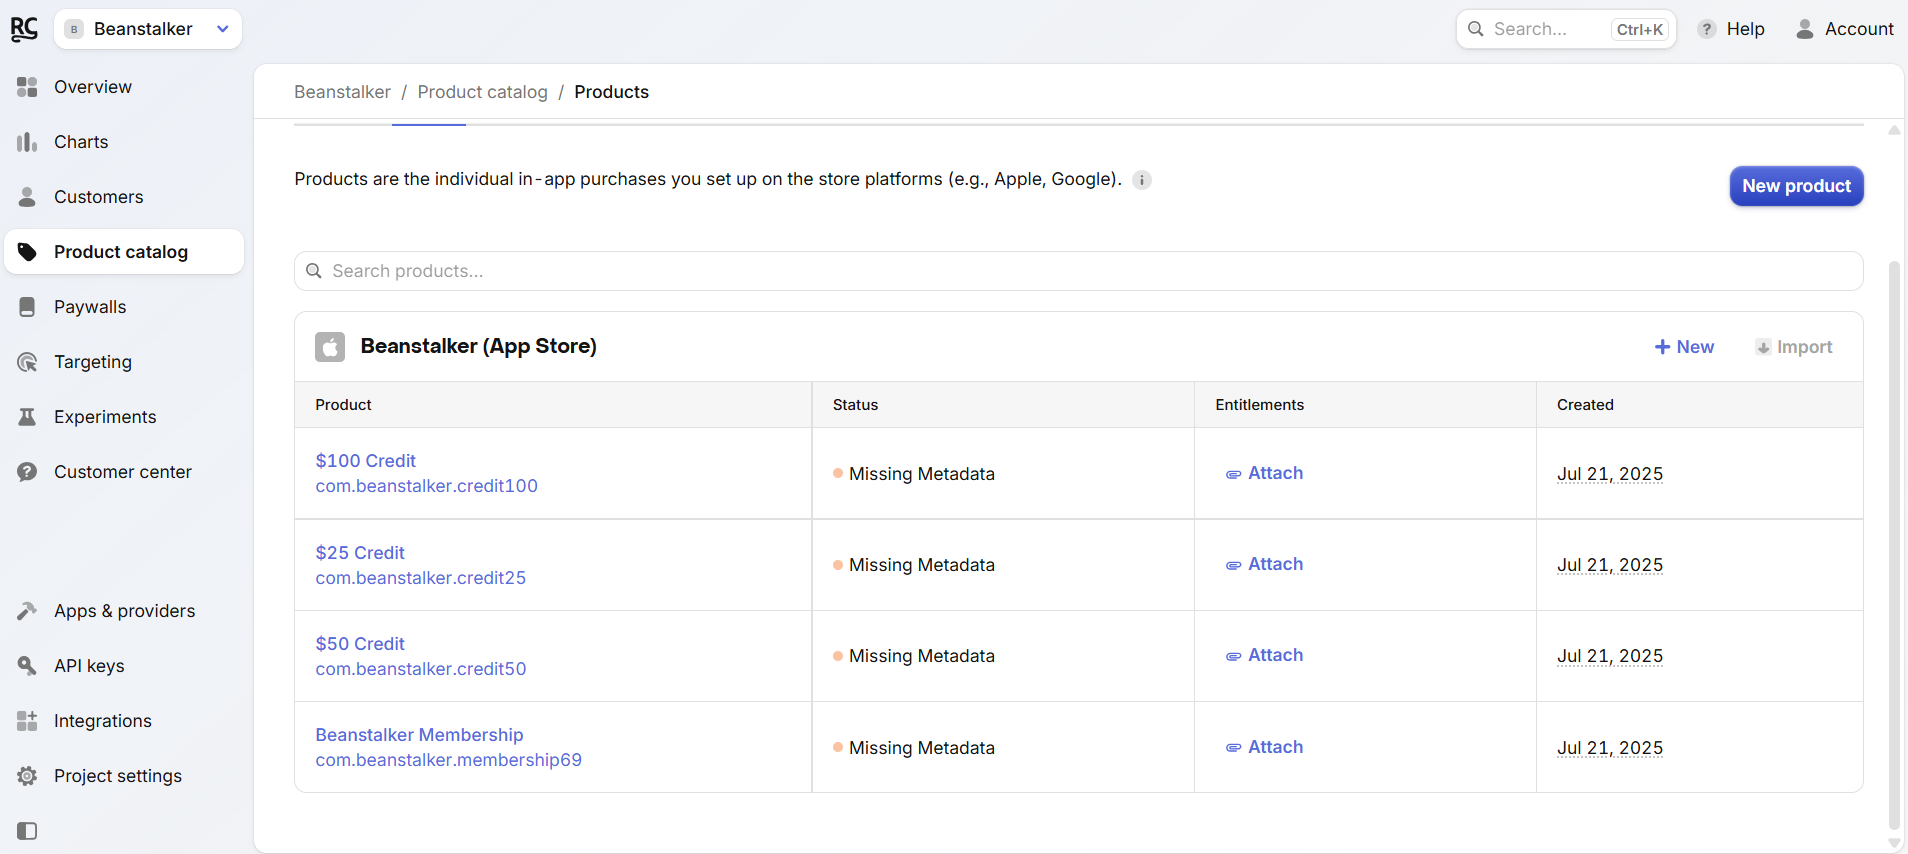 RC
B Beanstalker
Search... Ctrl+K
? Help
Account
Overview
Charts
Customers
Product catalog
Paywalls
Targeting
Experiments
Customer center
Apps & providers
API keys
Integrations
Project settings
Beanstalker / Product catalog / Products
Products are the individual in-app purchases you set up on the store platforms (e.g., Apple, Google). i
New product
Search products...
Beanstalker (App Store)
+ New
Import
Product Status Entitlements Created
$100 Credit
com.beanstalker.credit100
Missing Metadata
Attach
Jul 21, 2025
$25 Credit
com.beanstalker.credit25
Missing Metadata
Attach
Jul 21, 2025
$50 Credit
com.beanstalker.credit50
Missing Metadata
Attach
Jul 21, 2025
Beanstalker Membership
com.beanstalker.membership69
Missing Metadata
Attach
Jul 21, 2025